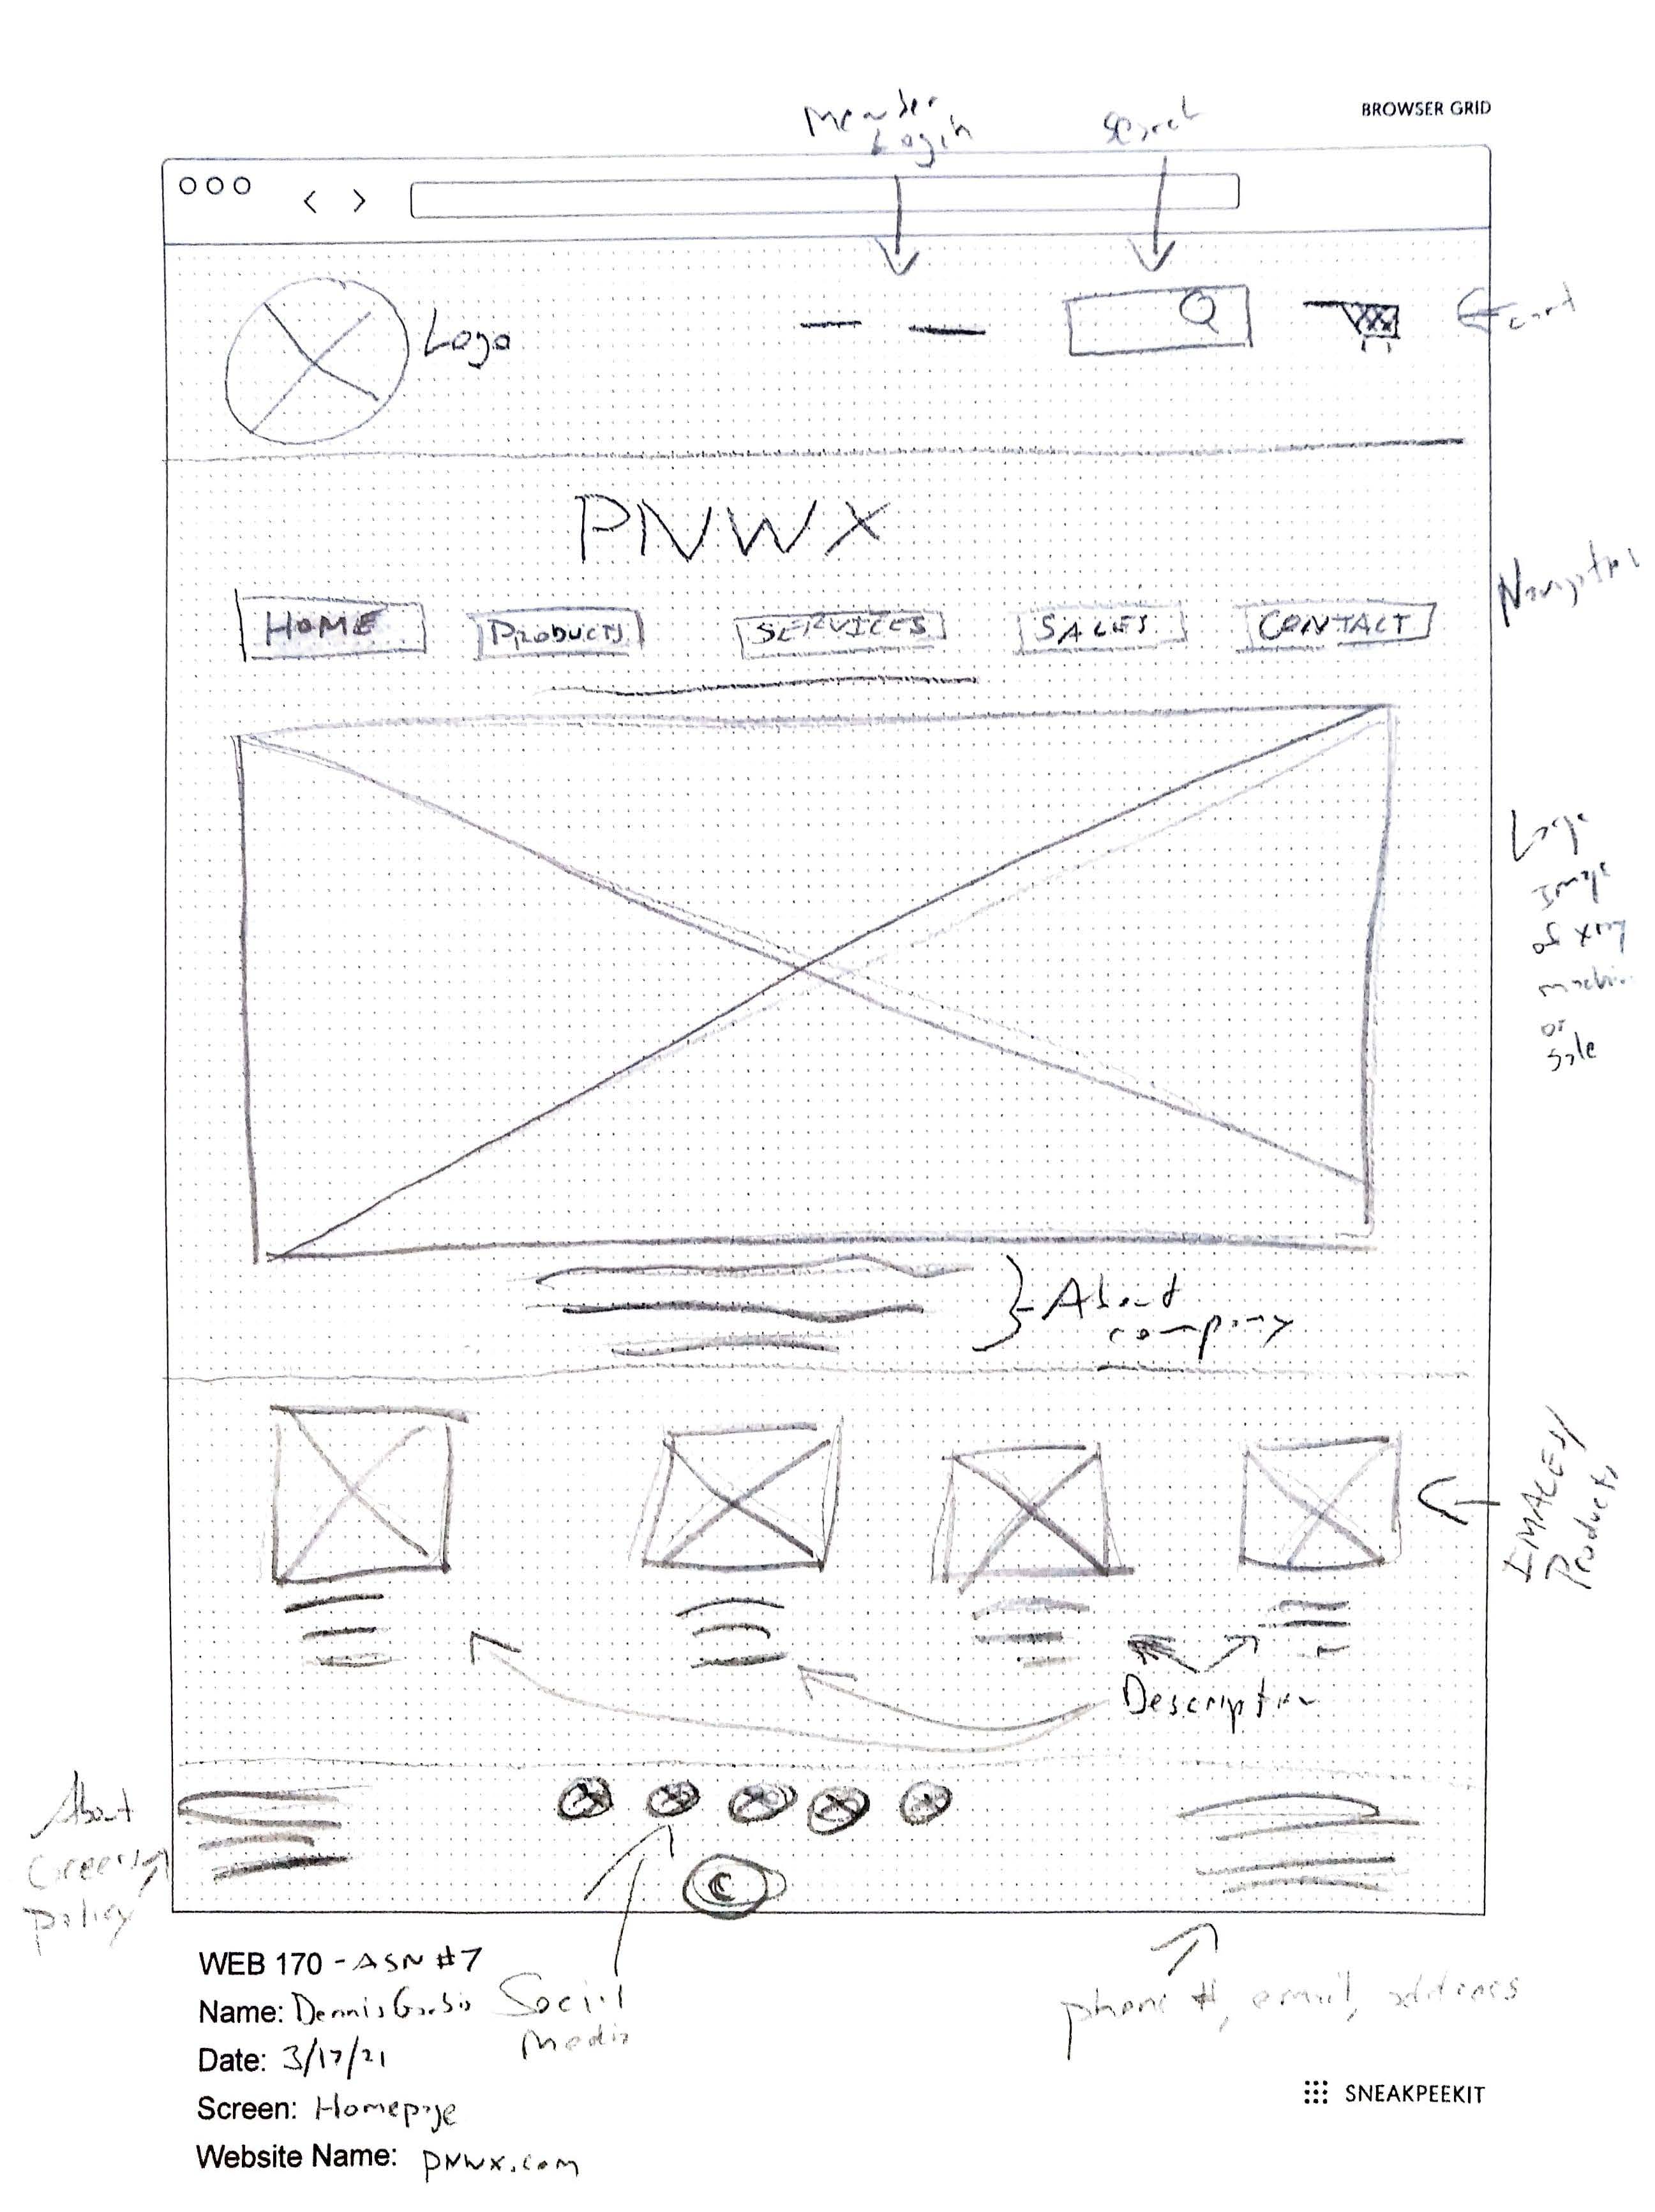 BROWSER GRID
Member
Login
Search
Logo
cart
PNWX
Navigation
HOME
PRODUCTS
SERVICES
SALES
CONTACT
Large
Image
of xray
machine
or
sale
About
company
IMAGES/
Products
Description
About
Careers
policy
C
WEB 170 - ASN #7
Name: Dennis
Social
Media
phone #, email, address
Date: 3/17/21
Screen: Homepage
SNEAKPEEKIT
Website Name: PNWX.com